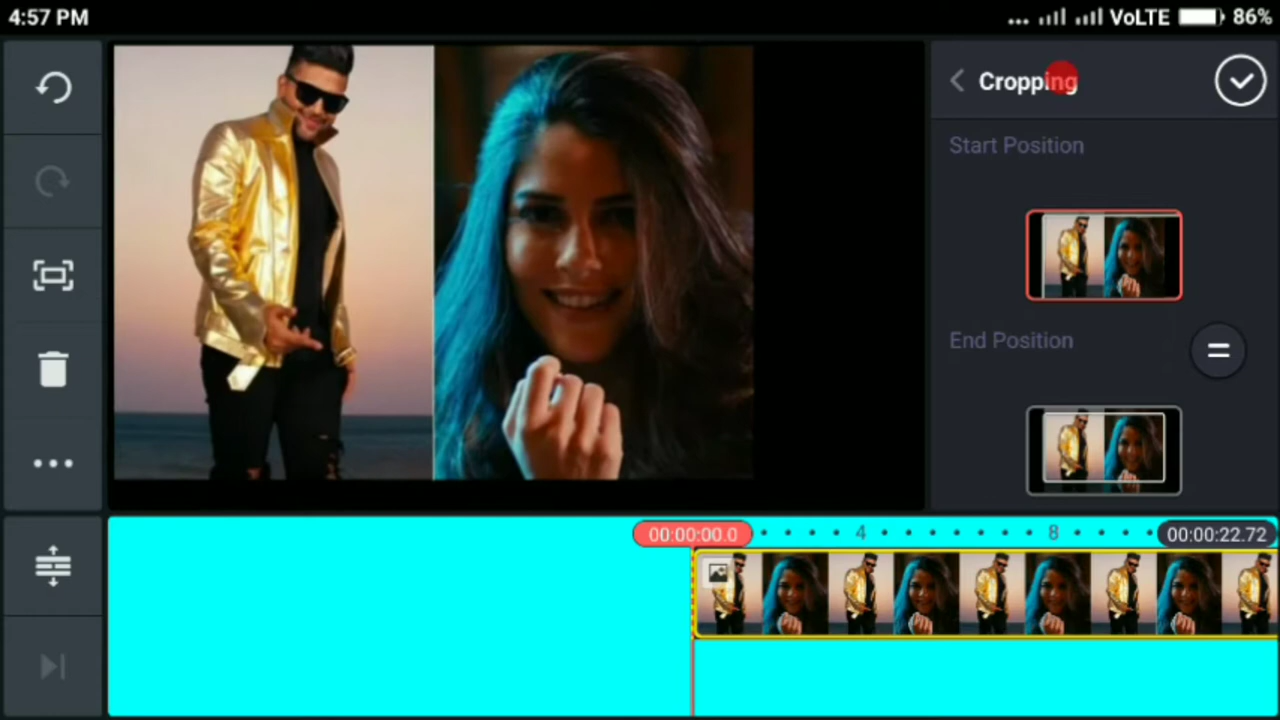 4:57 PM
VoLTE 86%
Cropping
Start Position
End Position
00:00:00.0 4 8 00:00:22.72